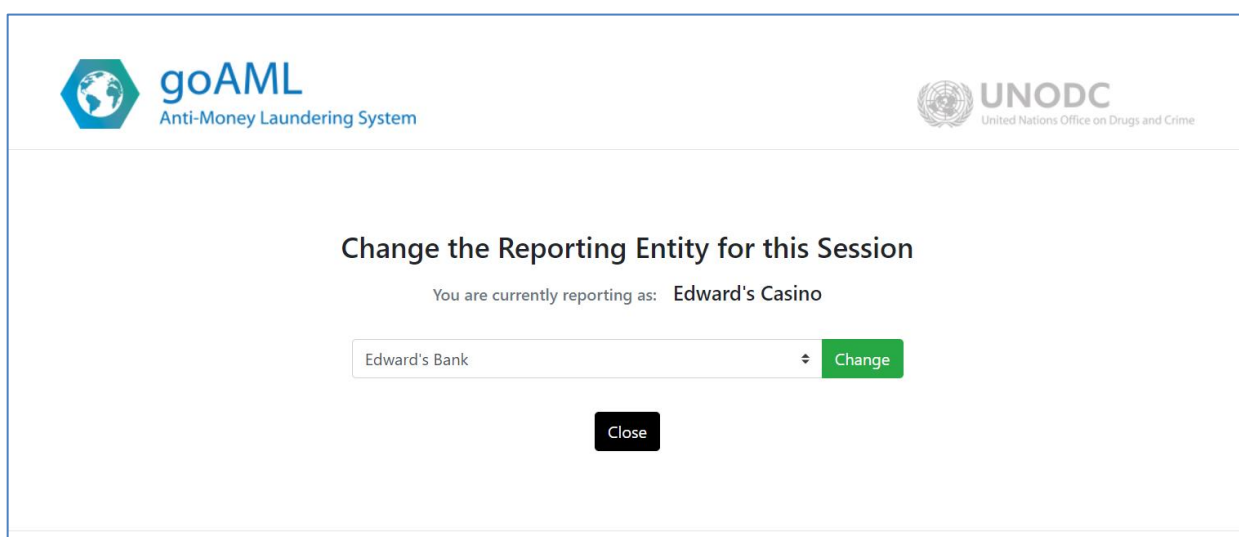 goAML
Anti-Money Laundering System
UNODC
United Nations Office on Drugs and Crime
Change the Reporting Entity for this Session
You are currently reporting as: Edward's Casino
Edward's Bank
Change
Close